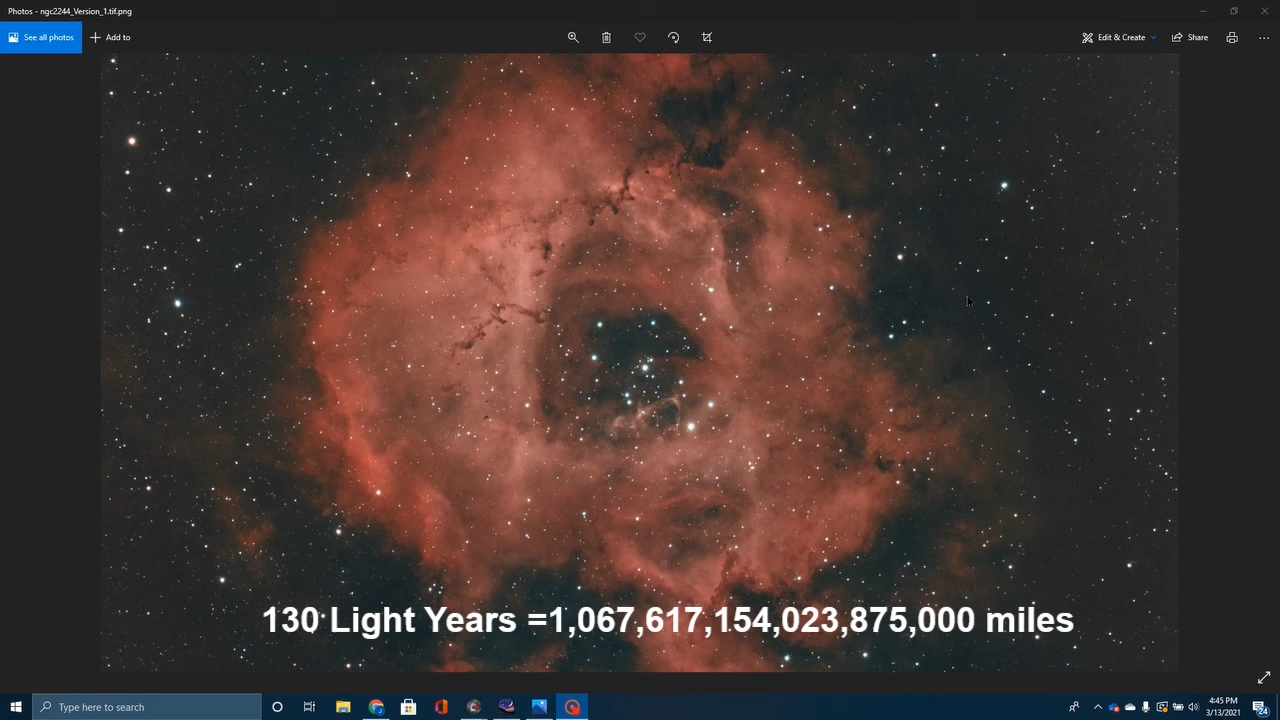 Photos - ngc2244_Version_1.tif.png
See all photos
Add to
Edit & Create
Share
130 Light Years =1,067,617,154,023,875,000 miles
Type here to search
4:45 PM
3/13/2021
24